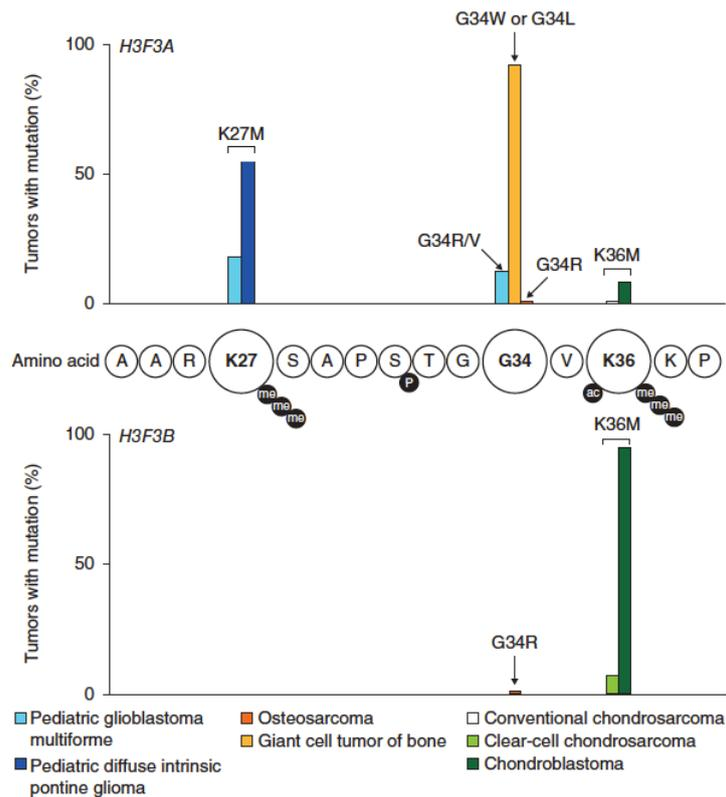 G34W or G34L
100
H3F3A
Tumors with mutation (%)
K27M
50
G34R/V
G34R
K36M
0
Amino acid A A R K27 S A P S T G G34 V K36 K P
P
me
me
me
ac
me
me
me
100
H3F3B
K36M
Tumors with mutation (%)
50
G34R
0
Pediatric glioblastoma
multiforme
Pediatric diffuse intrinsic
pontine glioma
Osteosarcoma
Giant cell tumor of bone
Conventional chondrosarcoma
Clear-cell chondrosarcoma
Chondroblastoma